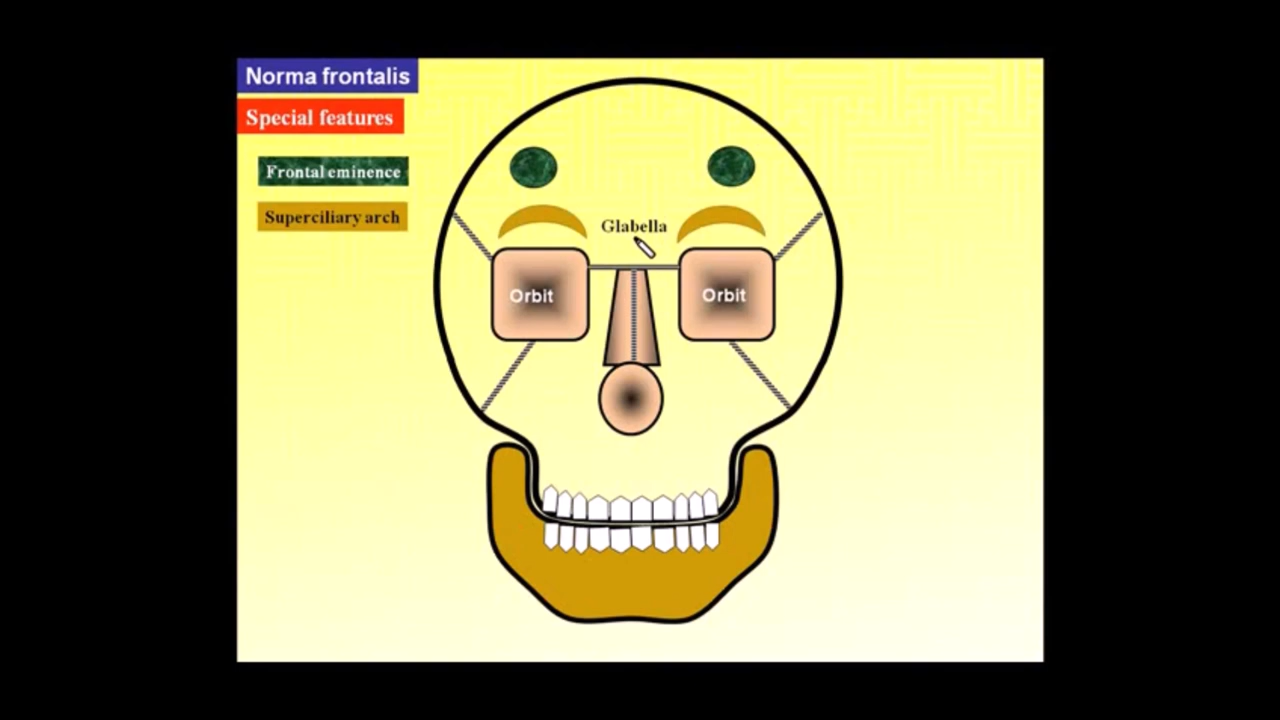 Norma frontalis
Special features
Frontal eminence
Superciliary arch
Glabella
Orbit
Orbit